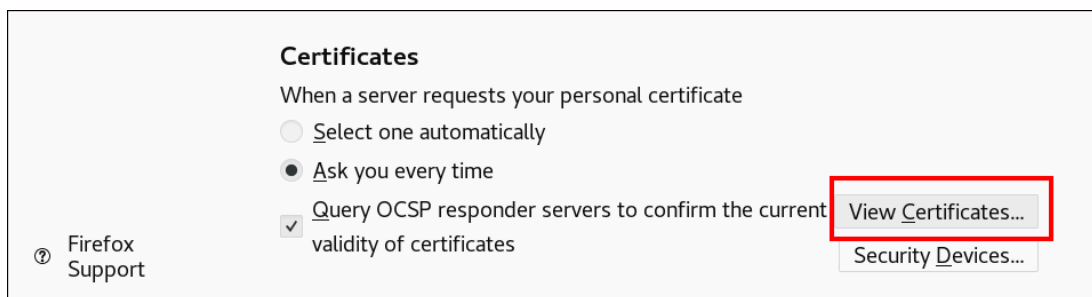 Certificates
When a server requests your personal certificate
Select one automatically
Ask you every time
Query OCSP responder servers to confirm the current
validity of certificates
View Certificates...
Security Devices...
Firefox
Support